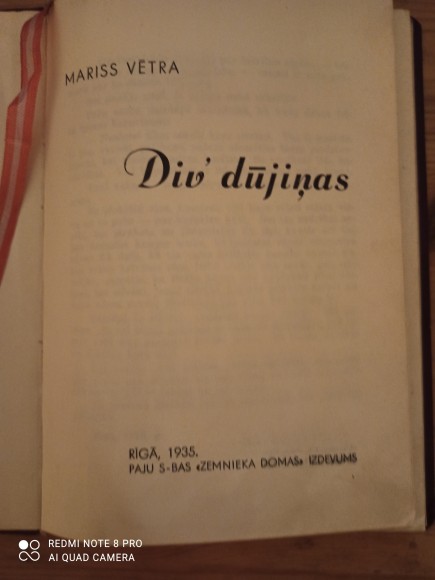 MARISS VĒTRA
Div' dūjiņas
RĪGĀ, 1935.
PAJU S-BAS «ZEMNIEKA DOMAS» IZDEVUMS
REDMI NOTE 8 PRO
AI QUAD CAMERA